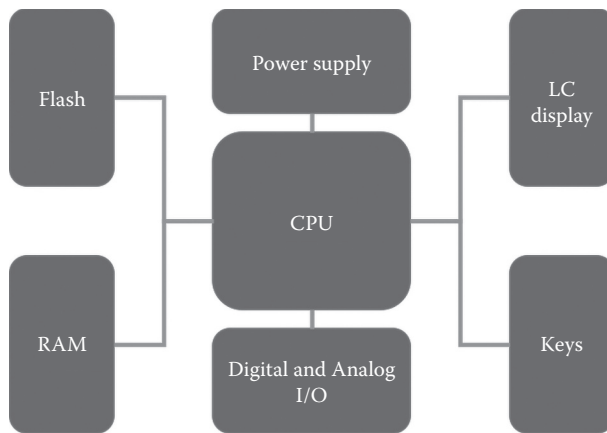 Flash
Power supply
LC
display
CPU
RAM
Digital and Analog
I/O
Keys